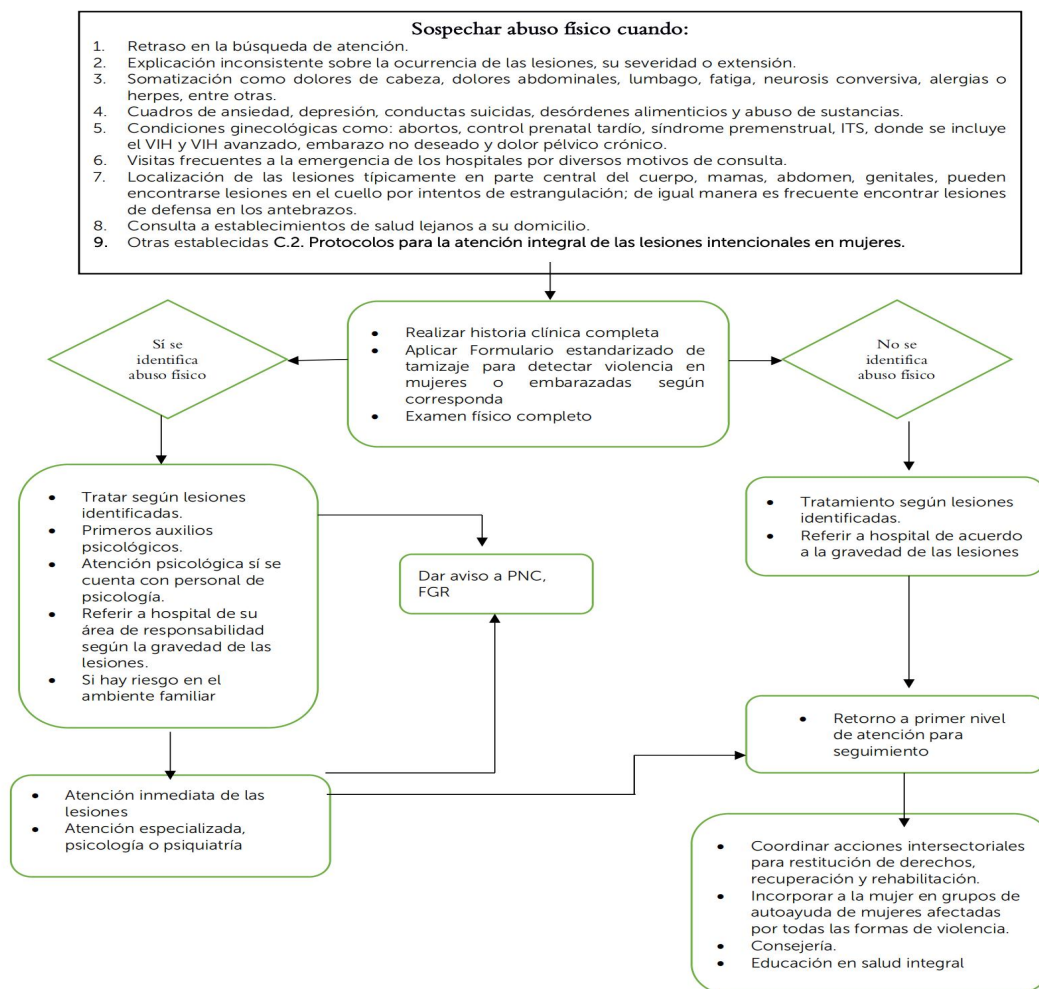 Sospechar abuso físico cuando:
1. Retraso en la búsqueda de atención.
2. Explicación inconsistente sobre la ocurrencia de las lesiones, su severidad o extensión.
3. Somatización como dolores de cabeza, dolores abdominales, lumbago, fatiga, neurosis conversiva, alergias o
herpes, entre otras.
4. Cuadros de ansiedad, depresión, conductas suicidas, desórdenes alimenticios y abuso de sustancias.
5. Condiciones ginecológicas como: abortos, control prenatal tardío, síndrome premenstrual, ITS, donde se incluye
el VIH y VIH avanzado, embarazo no deseado y dolor pélvico crónico.
6. Visitas frecuentes a la emergencia de los hospitales por diversos motivos de consulta.
7. Localización de las lesiones típicamente en parte central del cuerpo, mamas, abdomen, genitales, pueden
encontrarse lesiones en el cuello por intentos de estrangulación; de igual manera es frecuente encontrar lesiones
de defensa en los antebrazos.
8. Consulta a establecimientos de salud lejanos a su domicilio.
9. Otras establecidas C.2. Protocolos para la atención integral de las lesiones intencionales en mujeres.
Sí se
identifica
abuso físico
• Realizar historia clínica completa
• Aplicar Formulario estandarizado de
tamizaje para detectar violencia en
mujeres o embarazadas según
corresponda
• Examen físico completo
No se
identifica
abuso físico
• Tratar según lesiones
identificadas.
• Primeros auxilios
psicológicos.
• Atención psicológica sí se
cuenta con personal de
psicología.
• Referir a hospital de su
área de responsabilidad
según la gravedad de las
lesiones.
• Si hay riesgo en el
ambiente familiar
Dar aviso a PNC,
FGR
• Tratamiento según lesiones
identificadas.
• Referir a hospital de acuerdo
a la gravedad de las lesiones
• Retorno a primer nivel
de atención para
seguimiento
• Atención inmediata de las
lesiones
• Atención especializada,
psicología o psiquiatría
• Coordinar acciones intersectoriales
para restitución de derechos,
recuperación y rehabilitación.
• Incorporar a la mujer en grupos de
autoayuda de mujeres afectadas
por todas las formas de violencia.
• Consejería.
• Educación en salud integral